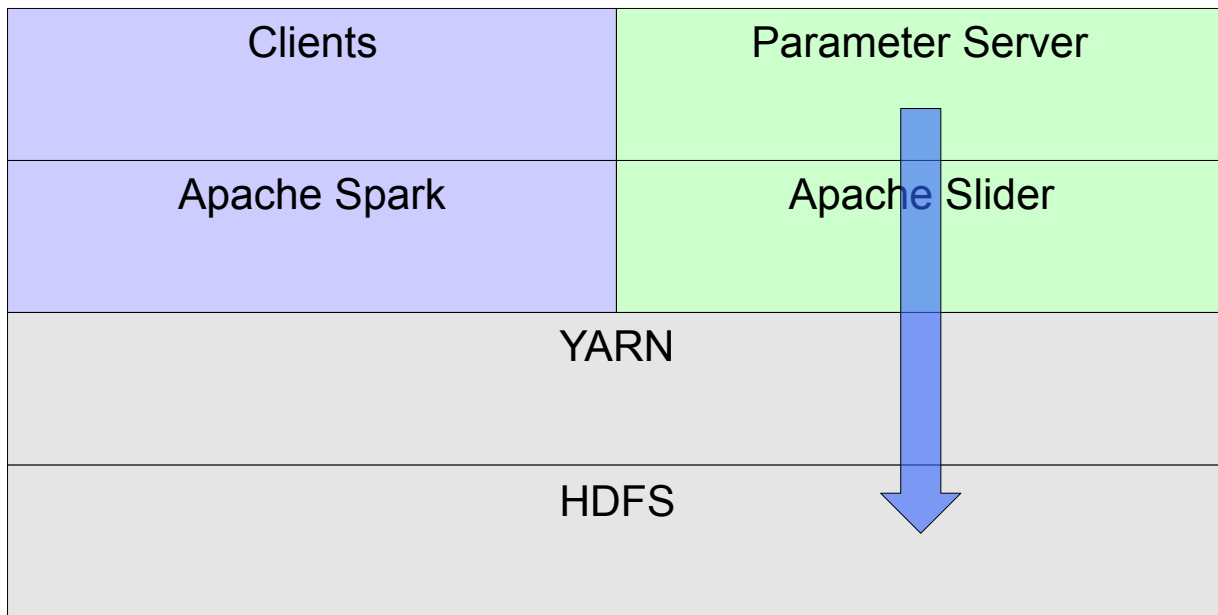 Clients
Parameter Server
Apache Spark
Apache Slider
YARN
HDFS